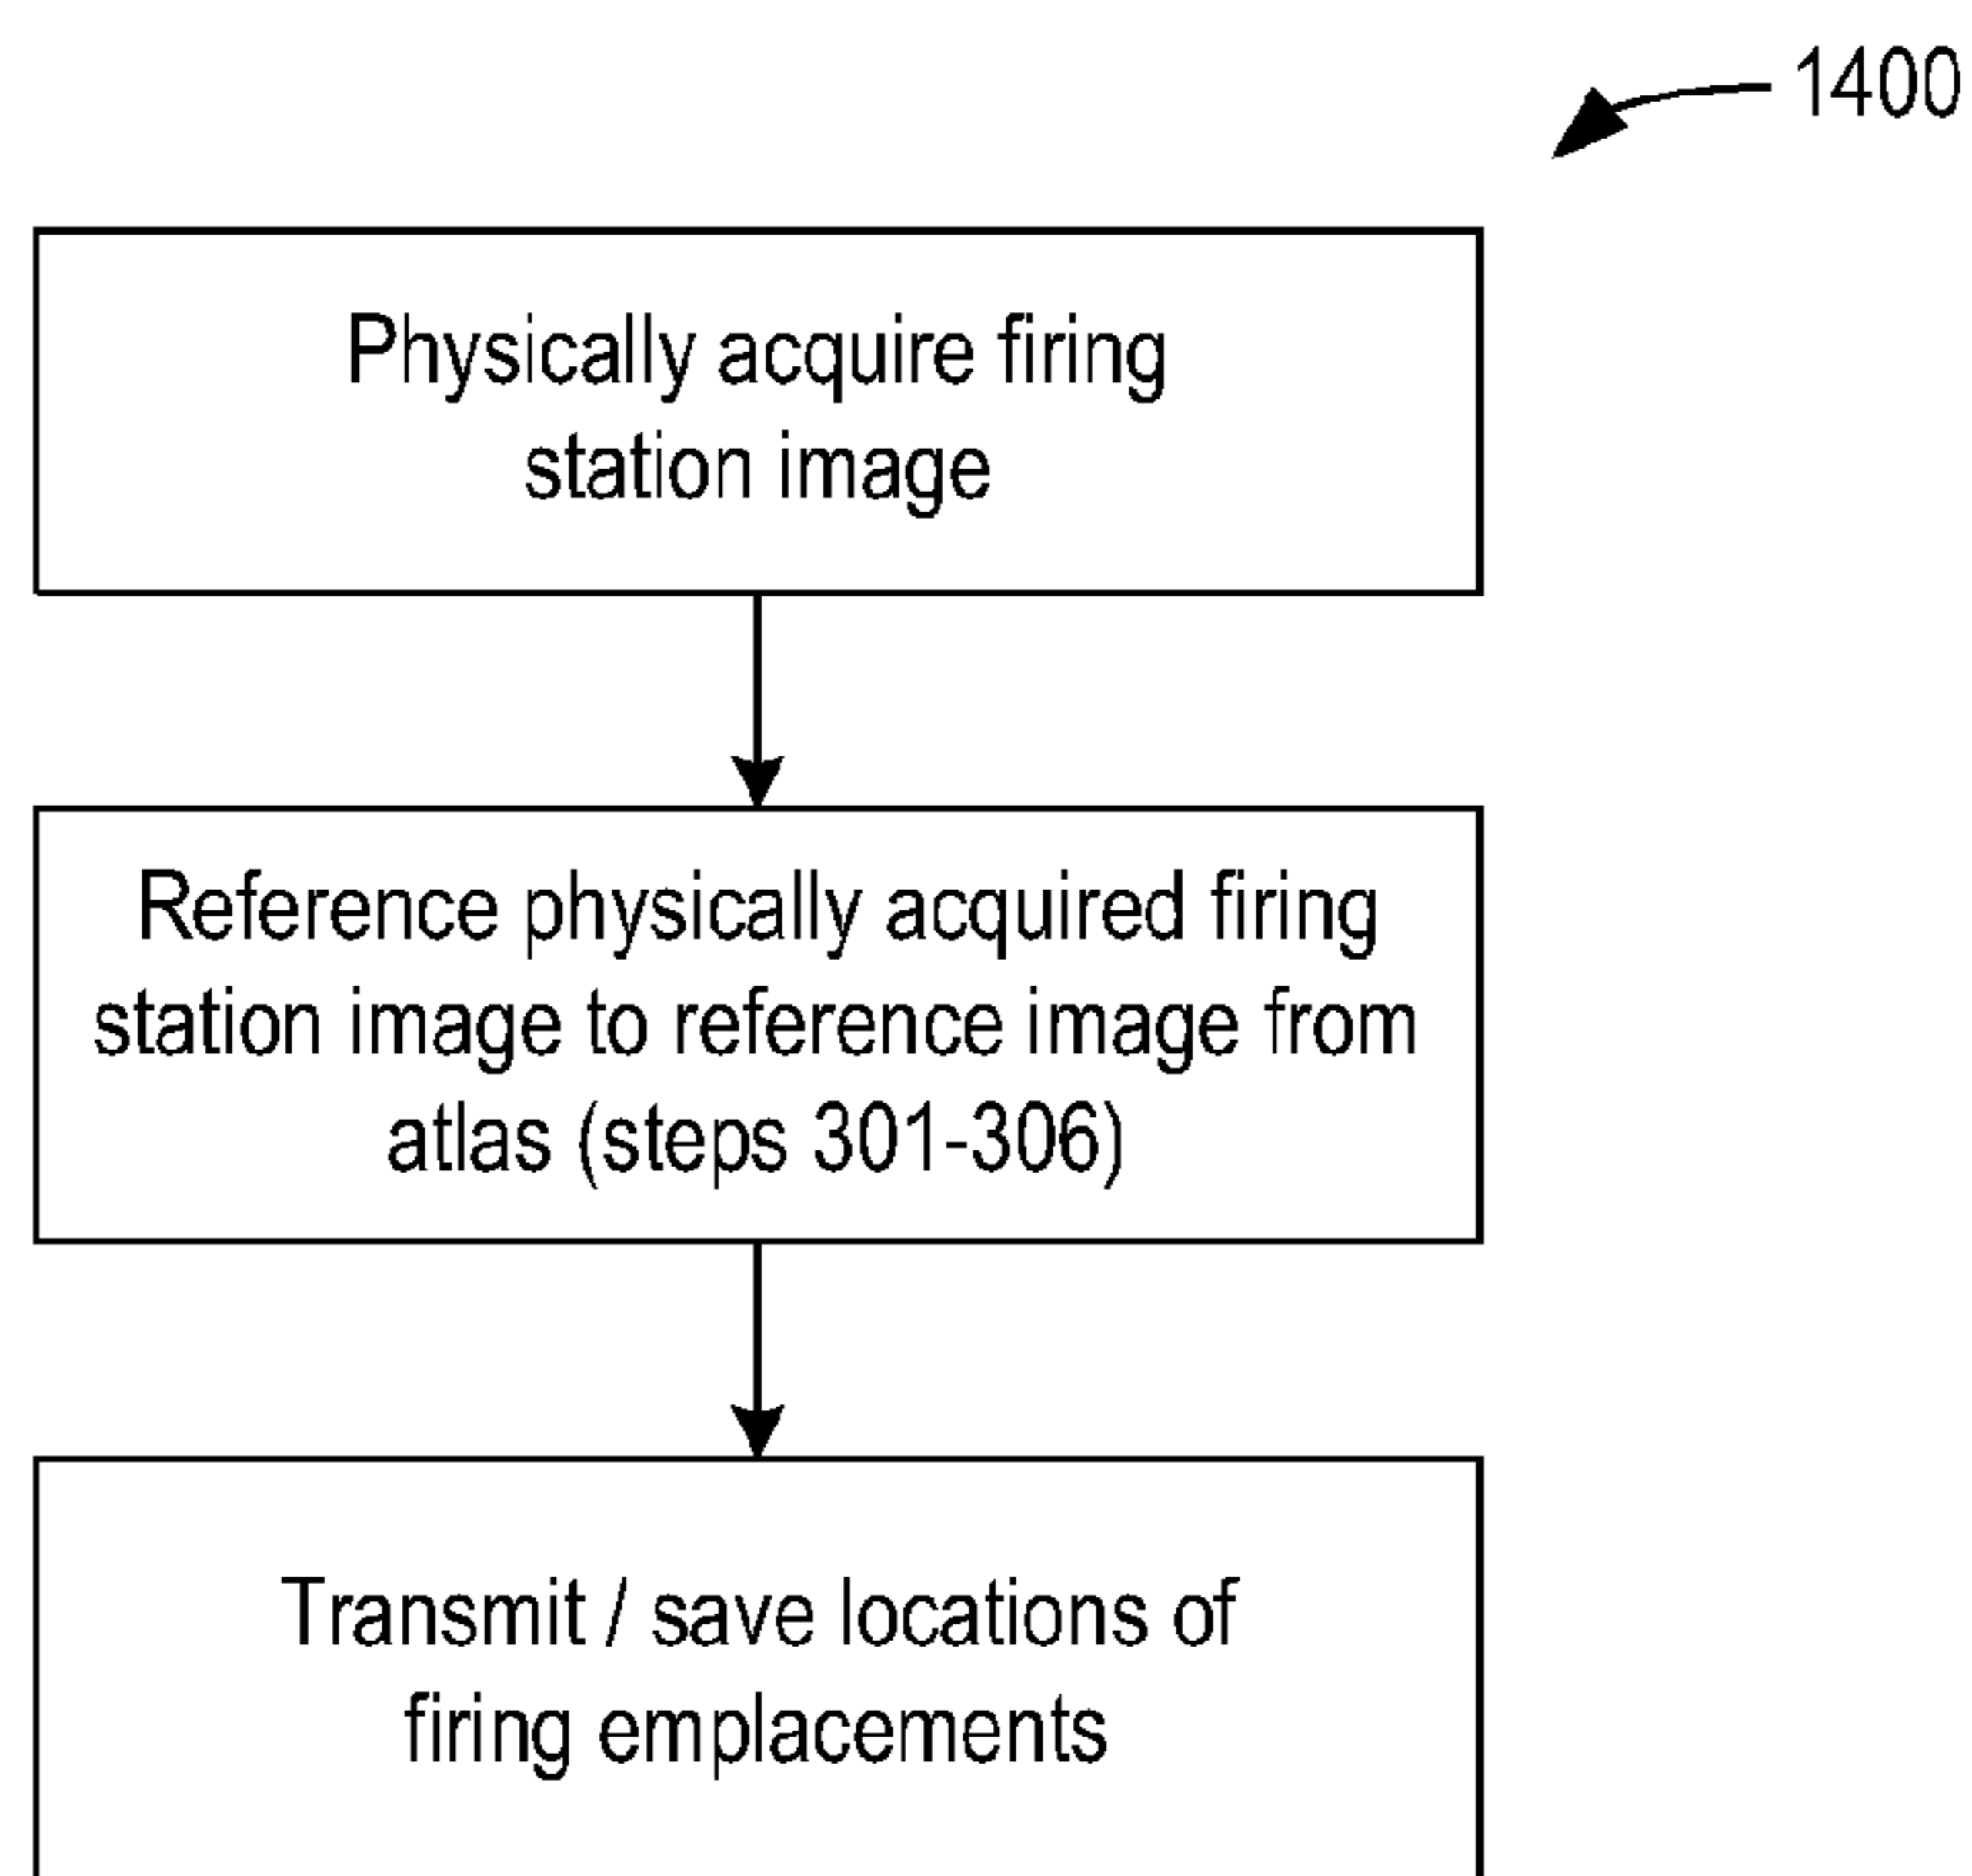 1400
Physically acquire firing
station image
Reference physically acquired firing
station image to reference image from
atlas (steps 301-306)
Transmit / save locations of
firing emplacements